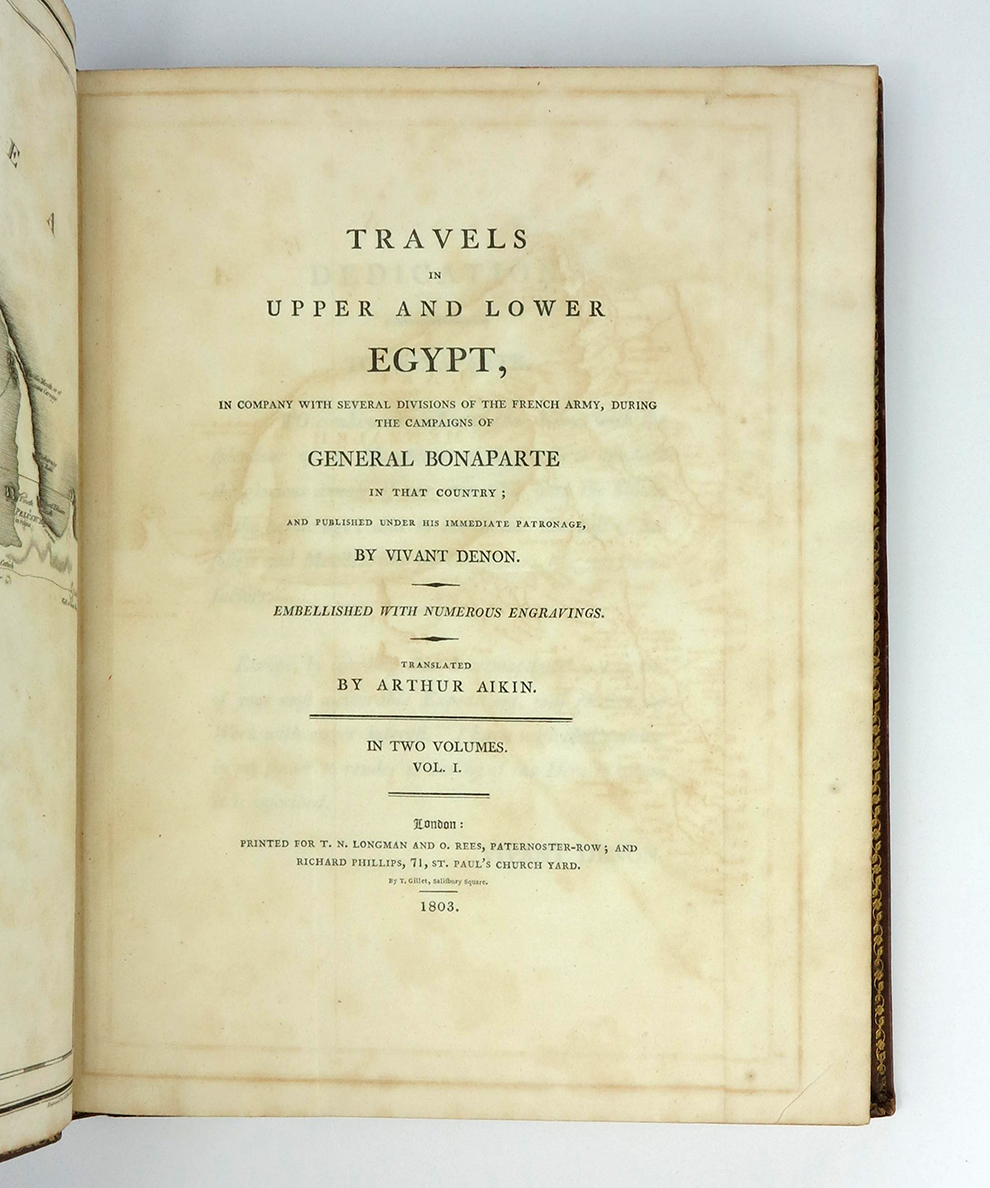 TRAVELS
IN
UPPER AND LOWER
EGYPT,
IN COMPANY WITH SEVERAL DIVISIONS OF THE FRENCH ARMY, DURING
THE CAMPAIGNS OF
GENERAL BONAPARTE
IN THAT COUNTRY;
AND PUBLISHED UNDER HIS IMMEDIATE PATRONAGE,
BY VIVANT DENON.
EMBELLISHED WITH NUMEROUS ENGRAVINGS.
TRANSLATED
BY ARTHUR AIKIN.
IN TWO VOLUMES.
VOL. I.
London:
PRINTED FOR T. N. LONGMAN AND O. REES, PATERNOSTER-ROW; AND
RICHARD PHILLIPS, 71, ST. PAUL'S CHURCH YARD.
By T. Gillet, Salisbury Square.
1803.
E
A